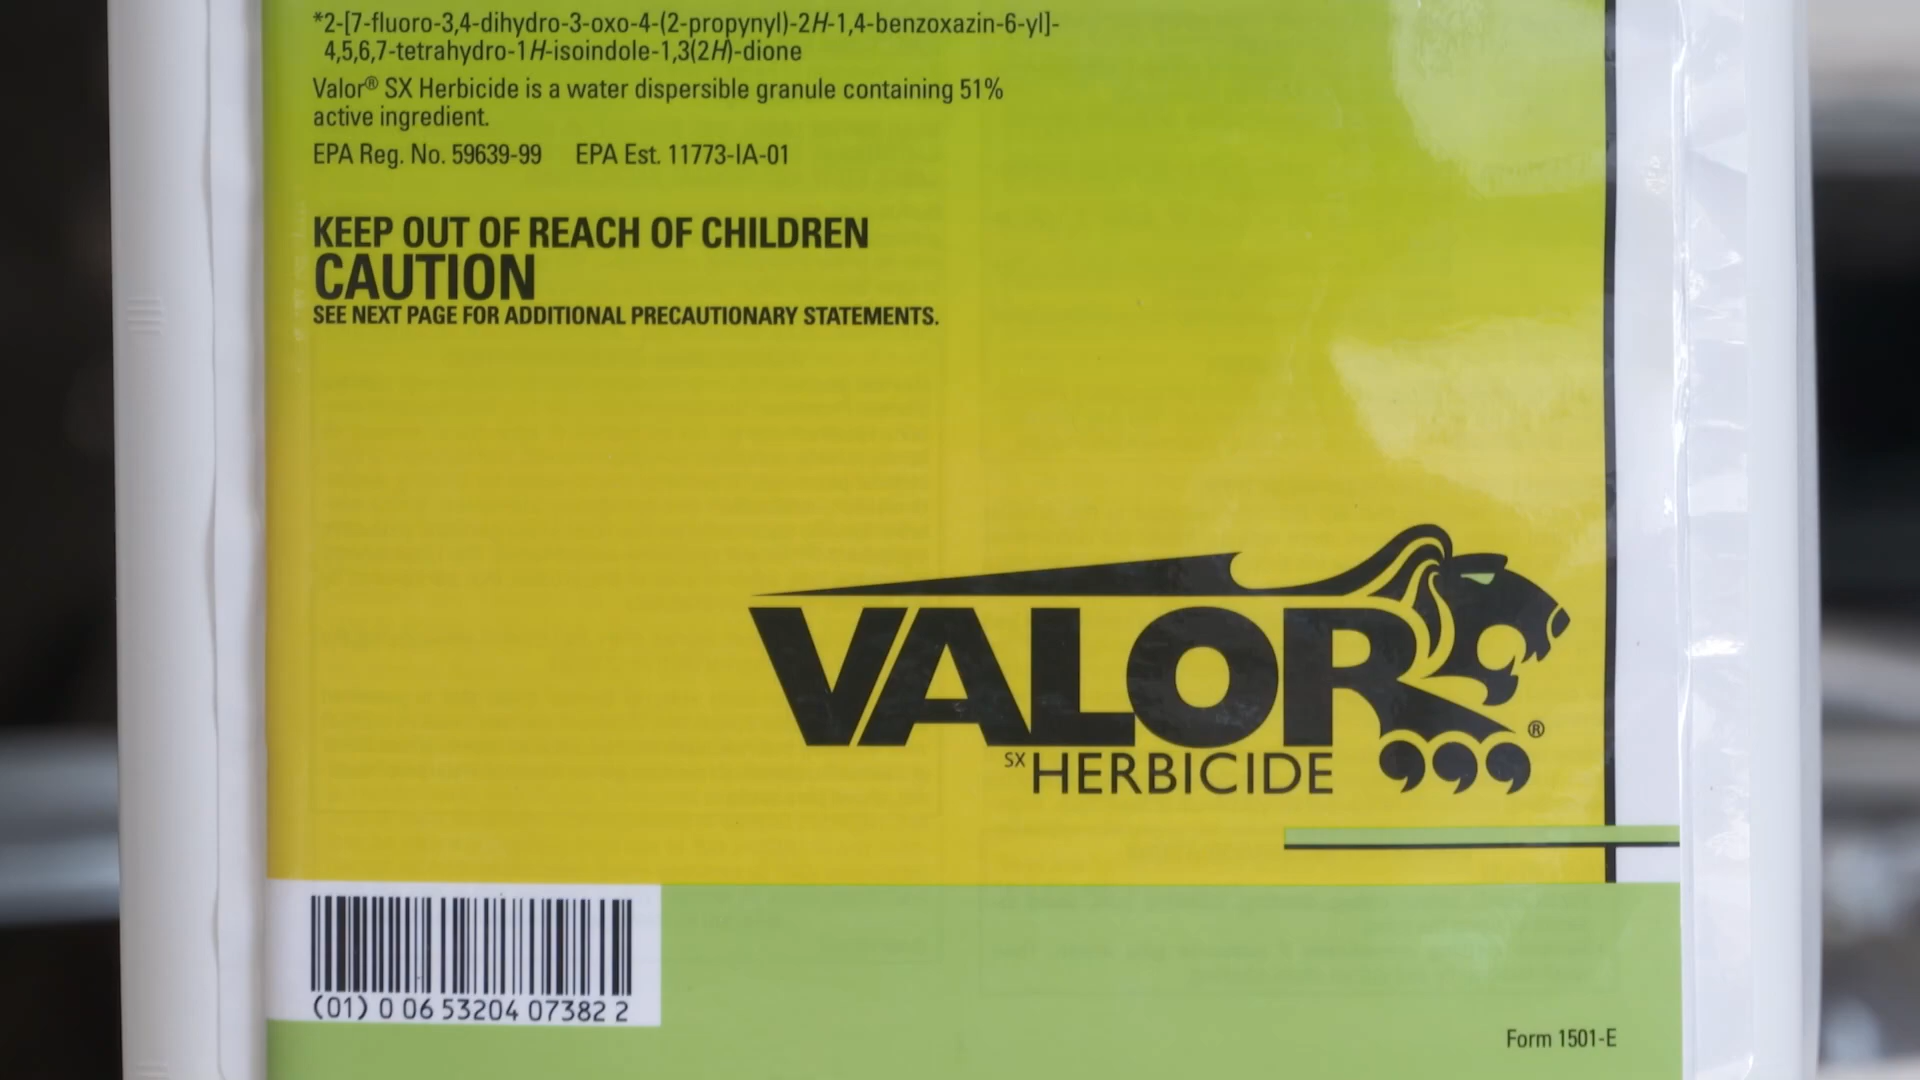 *2-[7-fluoro-3,4-dihydro-3-oxo-4-(2-propynyl)-2H-1,4-benzoxazin-6-yl]-
4,5,6,7-tetrahydro-1H-isoindole-1,3(2H)-dione
Valor® SX Herbicide is a water dispersible granule containing 51%
active ingredient.
EPA Reg. No. 59639-99 EPA Est. 11773-IA-01
KEEP OUT OF REACH OF CHILDREN
CAUTION
SEE NEXT PAGE FOR ADDITIONAL PRECAUTIONARY STATEMENTS.
VALOR®
SX HERBICIDE
(01) 0 06 53204 07382 2
Form 1501-E